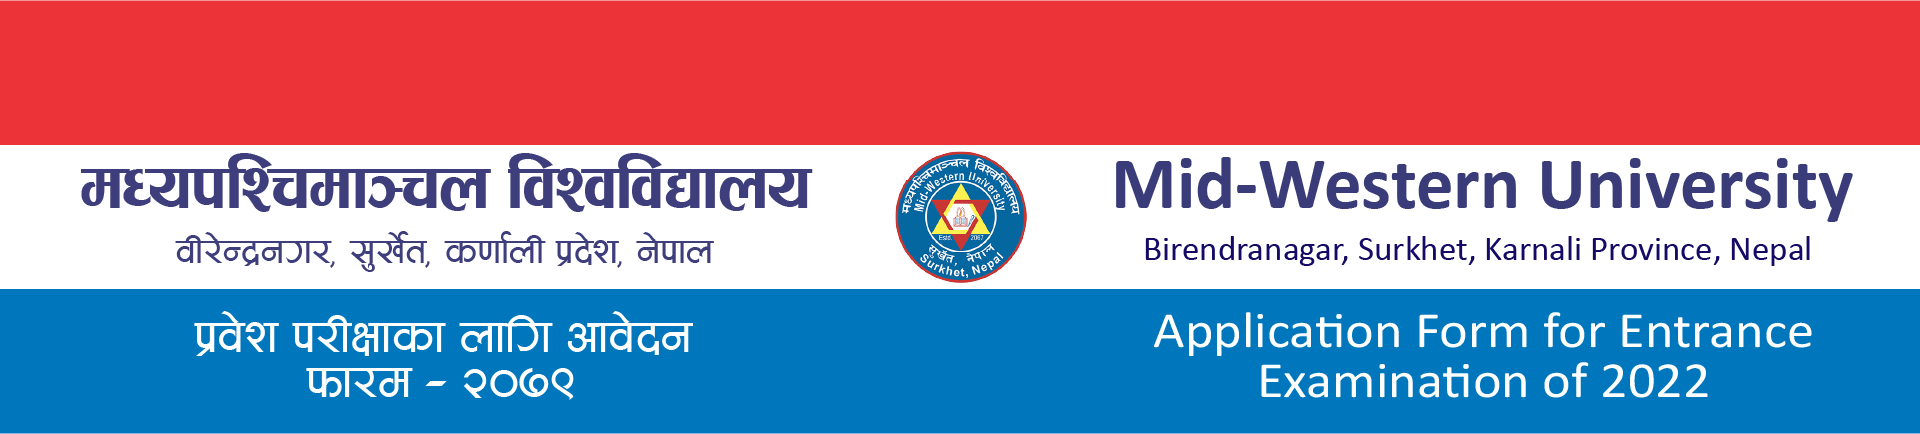 मध्यपश्चिमाञ्चल विश्वविद्यालय
वीरेन्द्रनगर, सुर्खेत, कर्णाली प्रदेश, नेपाल
प्रवेश परीक्षाका लागि आवेदन
फारम - २०७९
मध्यपश्चिमाञ्चल विश्वविद्यालय
Mid-Western University
Estd. 2067
सुर्खेत, नेपाल
Surkhet, Nepal
Mid-Western University
Birendranagar, Surkhet, Karnali Province, Nepal
Application Form for Entrance
Examination of 2022